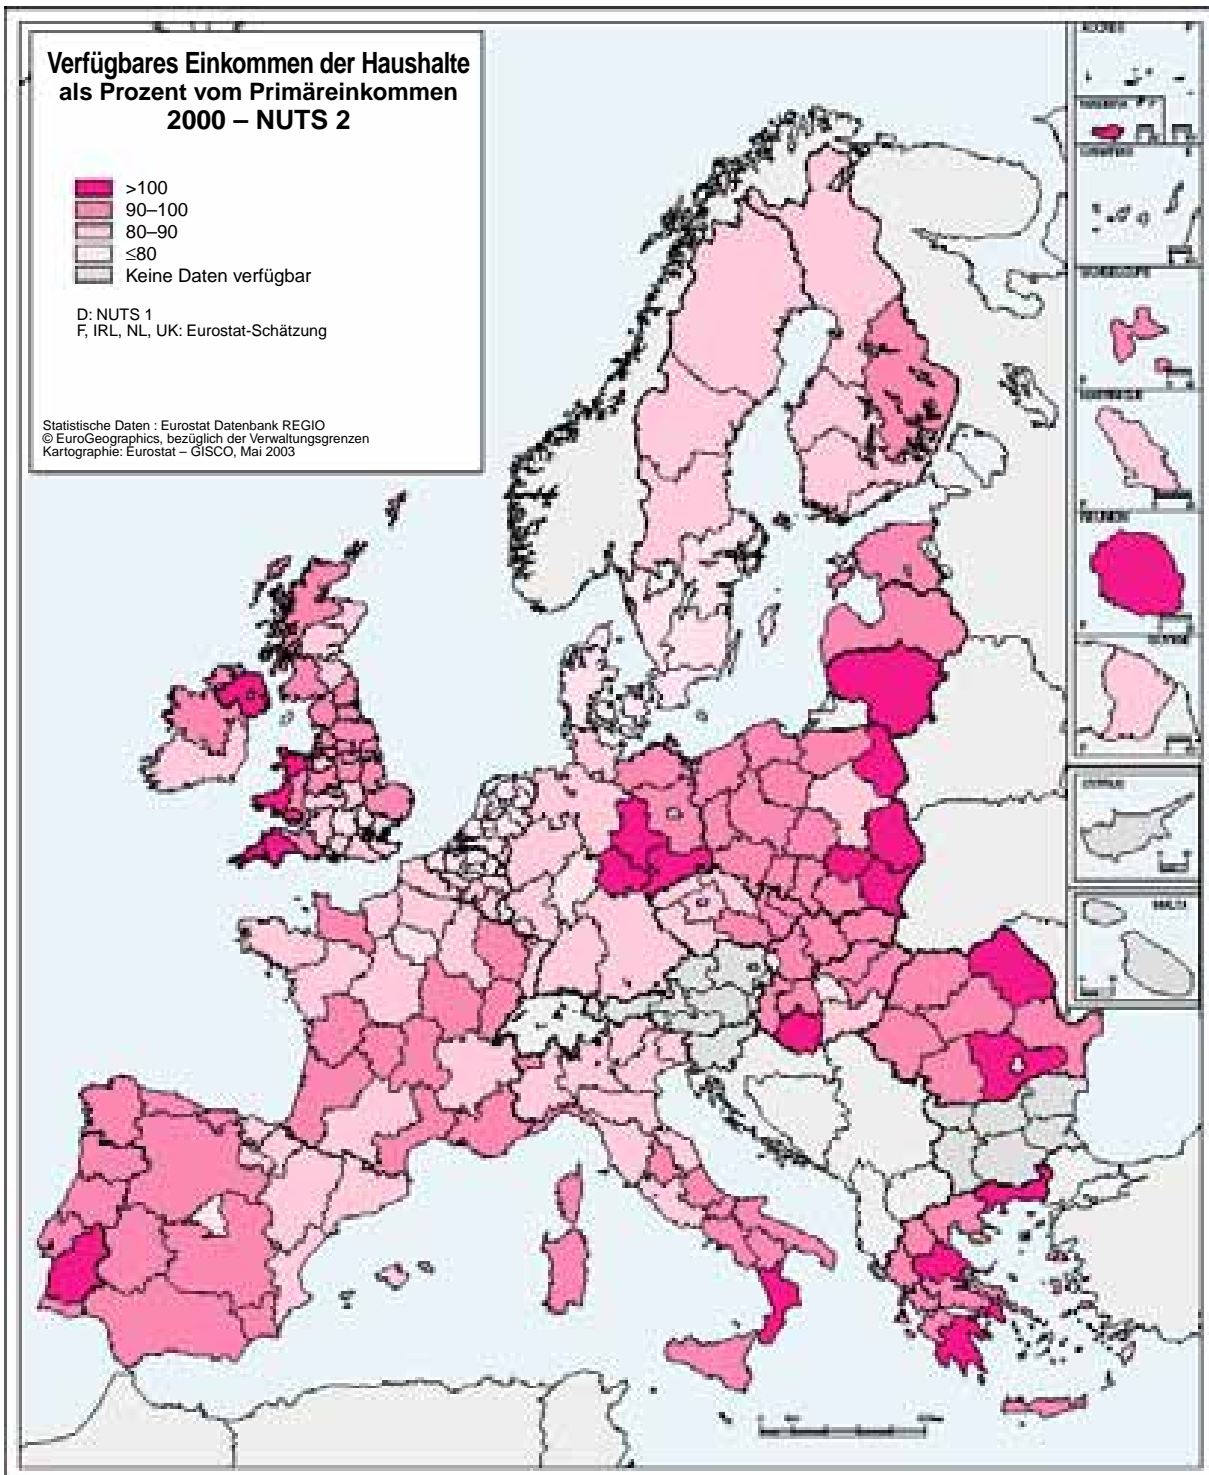 Verfügbares Einkommen der Haushalte
als Prozent vom Primäreinkommen
2000 – NUTS 2
>100
90–100
80–90
≤80
Keine Daten verfügbar
D: NUTS 1
F, IRL, NL, UK: Eurostat-Schätzung
Statistische Daten : Eurostat Datenbank REGIO
© EuroGeographics, bezüglich der Verwaltungsgrenzen
Kartographie: Eurostat – GISCO, Mai 2003